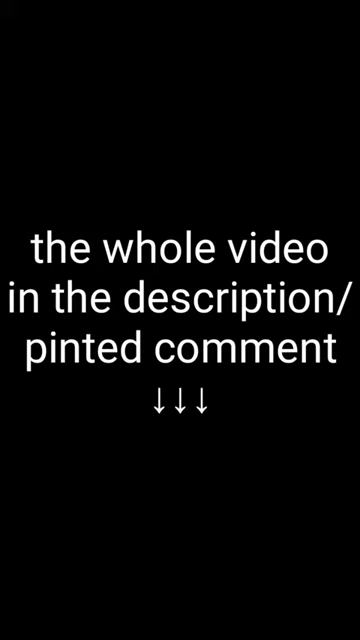 the whole video
in the description/
pinted comment
↓↓↓